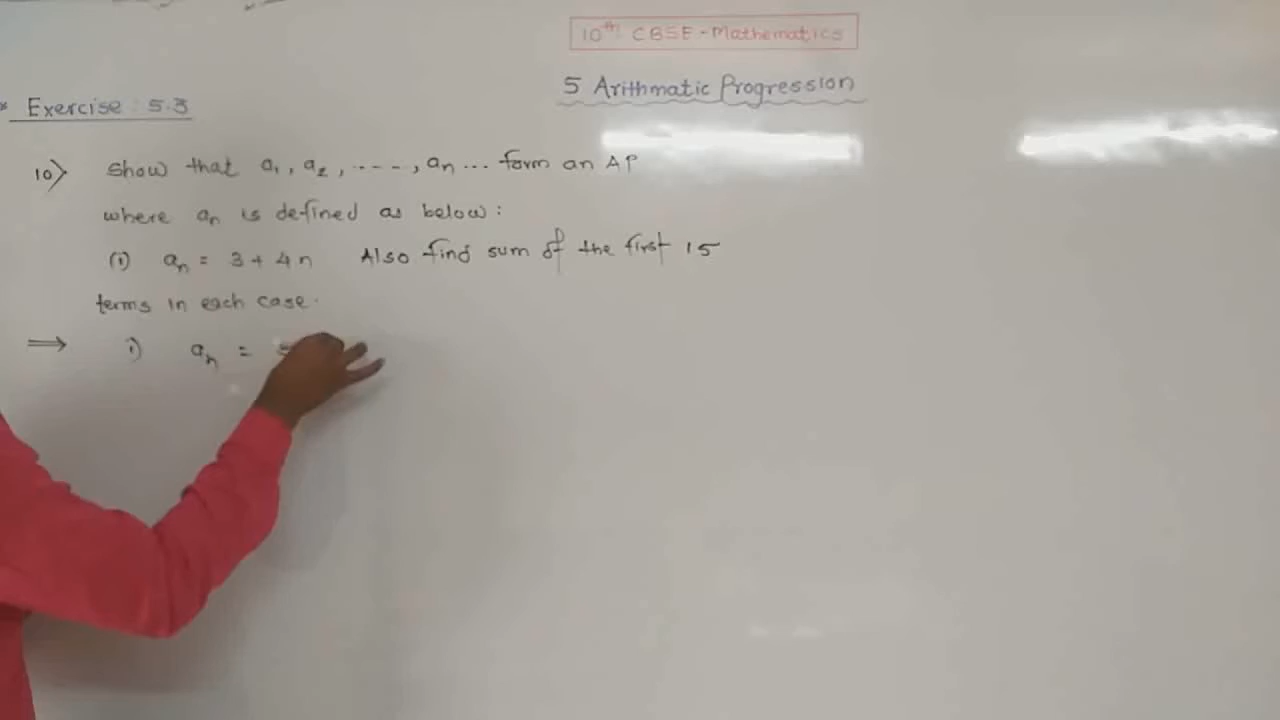 10th CBSE - Mathematics
5 Arithmatic Progression
* Exercise : 5.3
10) Show that a₁, a₂, ----, aₙ ... form an AP
where aₙ is defined as below :
(i) aₙ = 3 + 4n Also find sum of the first 15
terms in each case.
⟹ i) aₙ =